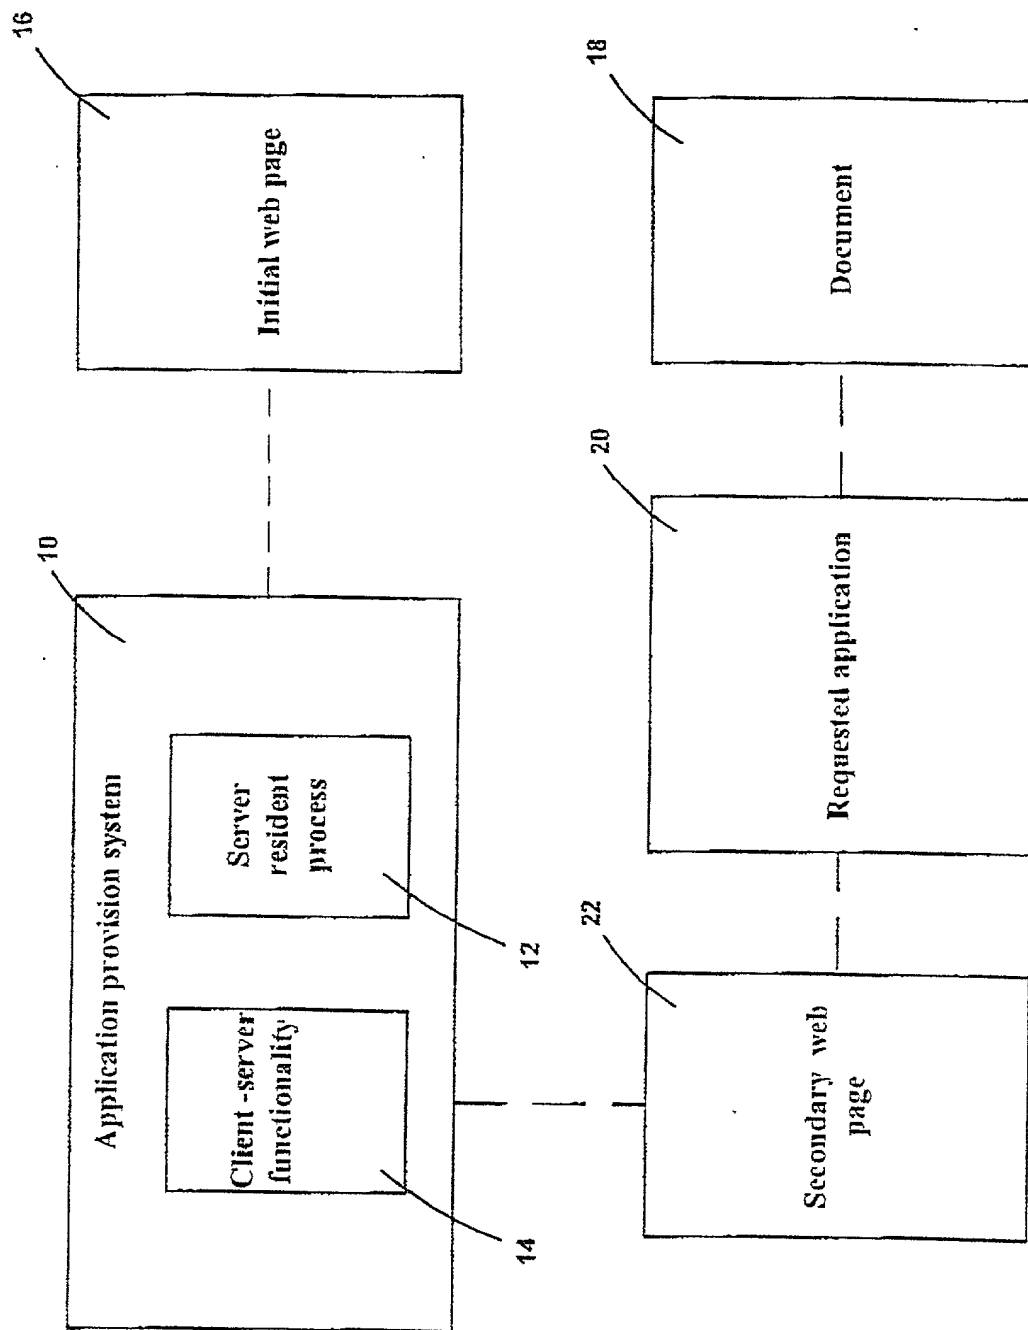 10
Application provision system
Client -server
functionality
14
Server
resident
process
12
16
Initial web page
22
Secondary web
page
20
Requested application
18
Document